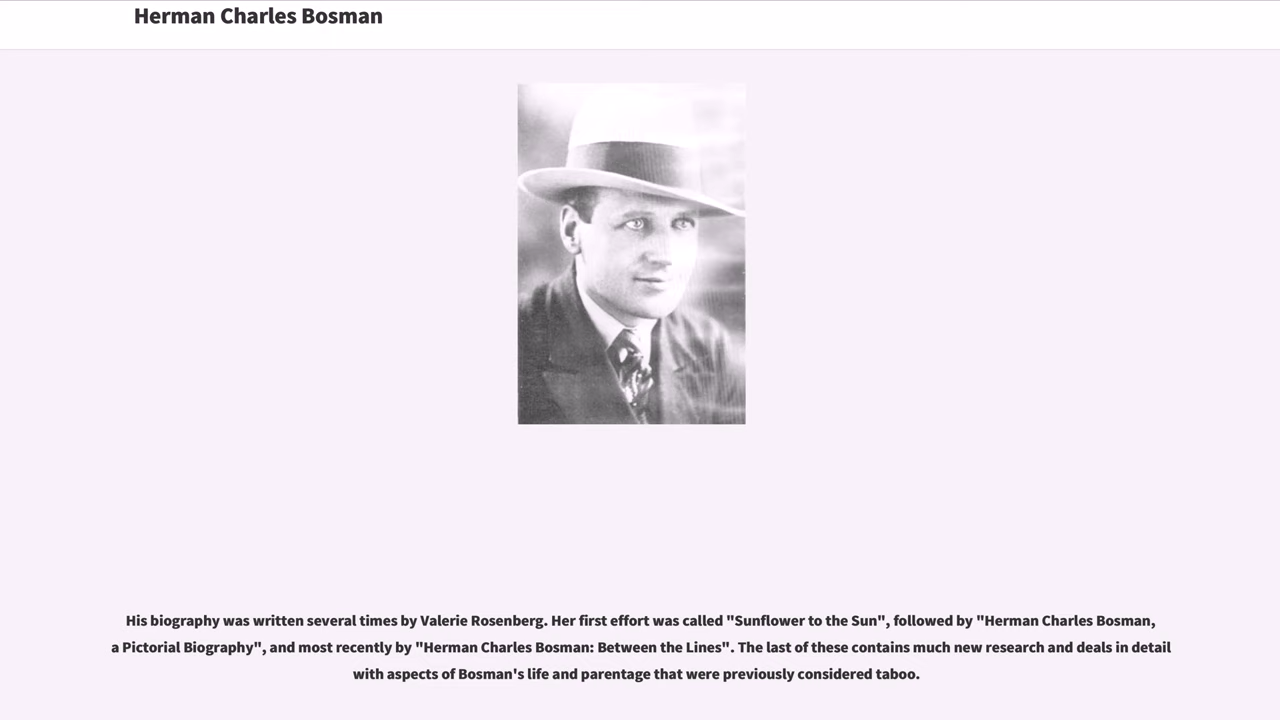 Herman Charles Bosman
His biography was written several times by Valerie Rosenberg. Her first effort was called "Sunflower to the Sun", followed by "Herman Charles Bosman,
a Pictorial Biography", and most recently by "Herman Charles Bosman: Between the Lines". The last of these contains much new research and deals in detail
with aspects of Bosman's life and parentage that were previously considered taboo.